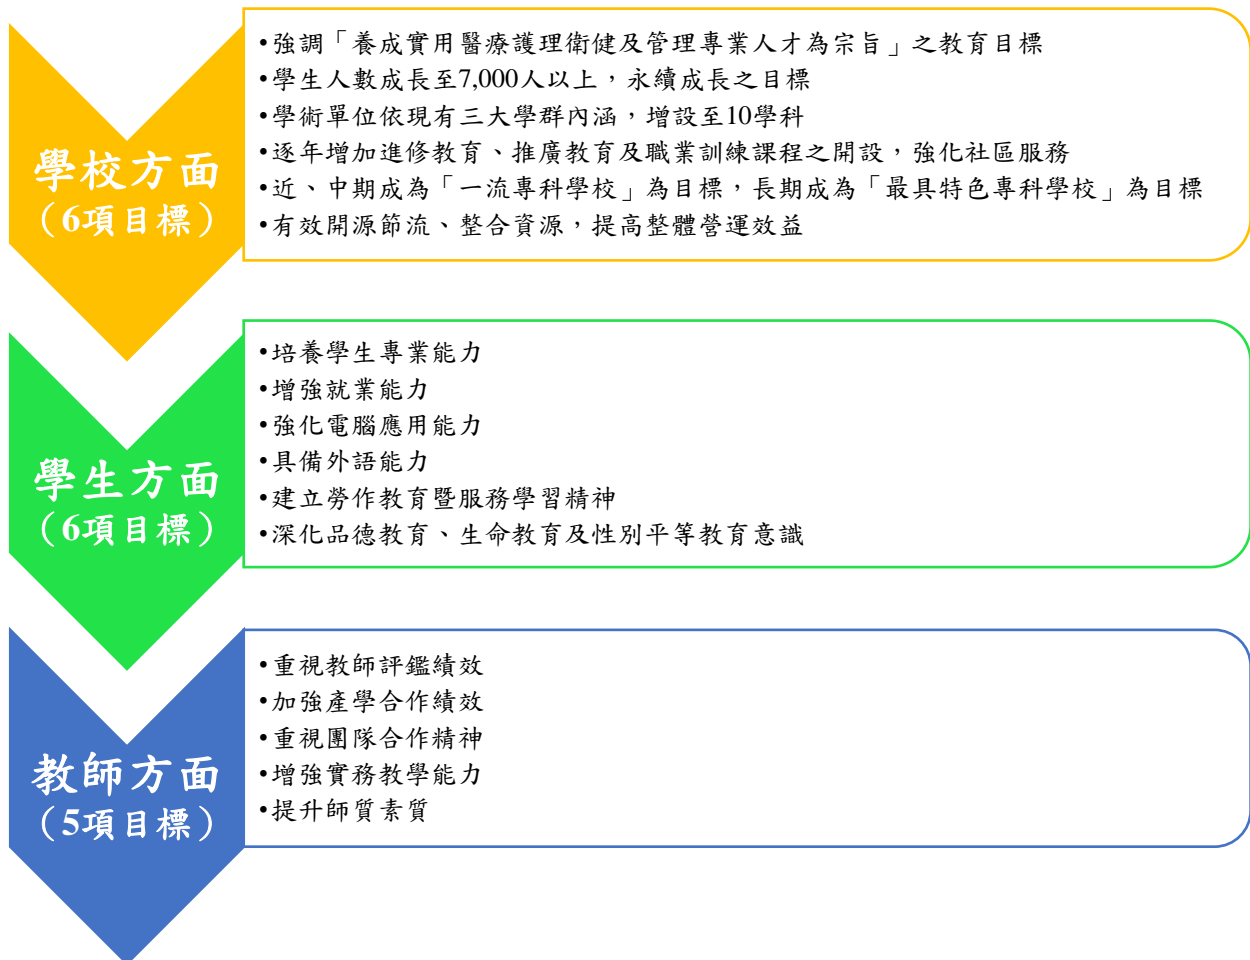 學校方面
（6項目標）
•強調「養成實用醫療護理衛健及管理專業人才為宗旨」之教育目標
•學生人數成長至7,000人以上，永續成長之目標
•學術單位依現有三大學群內涵，增設至10學科
•逐年增加進修教育、推廣教育及職業訓練課程之開設，強化社區服務
•近、中期成為「一流專科學校」為目標，長期成為「最具特色專科學校」為目標
•有效開源節流、整合資源，提高整體營運效益
學生方面
（6項目標）
•培養學生專業能力
•增強就業能力
•強化電腦應用能力
•具備外語能力
•建立勞作教育暨服務學習精神
•深化品德教育、生命教育及性別平等教育意識
教師方面
（5項目標）
•重視教師評鑑績效
•加強產學合作績效
•重視團隊合作精神
•增強實務教學能力
•提升師質素質